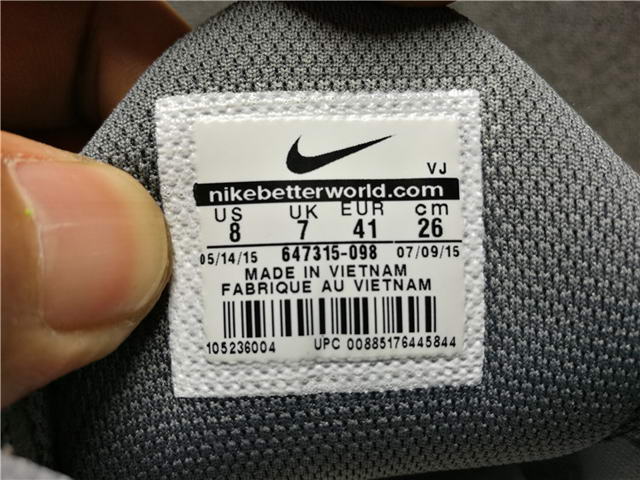 VJ
nikebetterworld.com
US UK EUR cm
8 7 41 26
05/14/15 647315-098 07/09/15
MADE IN VIETNAM
FABRIQUE AU VIETNAM
105236004 UPC 00885176445844